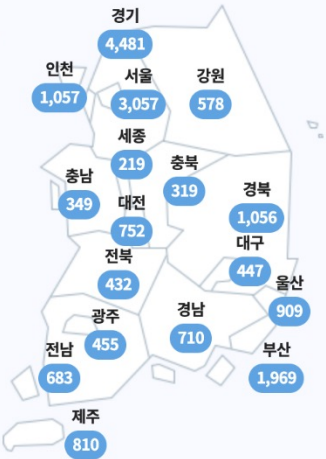 경기
4,481
인천
1,057
서울
3,057
강원
578
세종
219
충북
319
충남
349
대전
752
경북
1,056
대구
447
전북
432
울산
909
광주
455
경남
710
전남
683
부산
1,969
제주
810